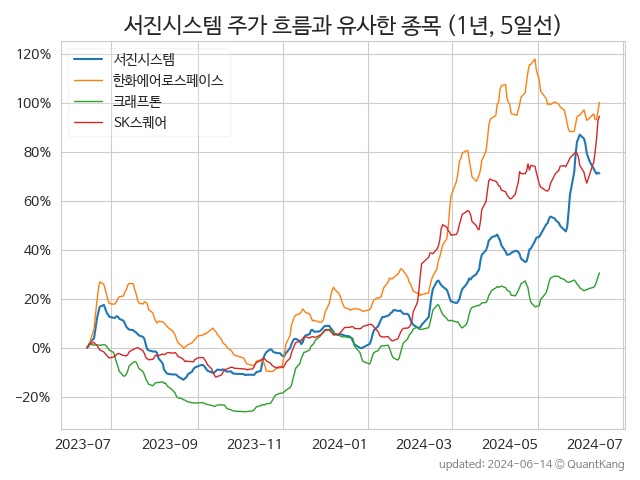 서진시스템 주가 흐름과 유사한 종목 (1년, 5일선)
서진시스템
한화에어로스페이스
크래프톤
SK스퀘어
120%
100%
80%
60%
40%
20%
0%
−20%
2023-07 2023-09 2023-11 2024-01 2024-03 2024-05 2024-07
updated: 2024-06-14 © QuantKang